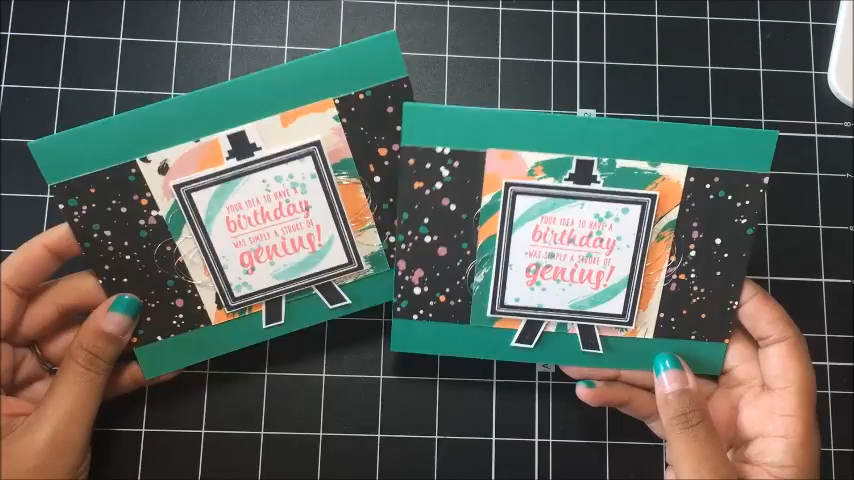 YOUR IDEA TO HAVE A
birthday
WAS SIMPLY A STROKE OF
genius!
YOUR IDEA TO HAVE A
birthday
WAS SIMPLY A STROKE OF
genius!